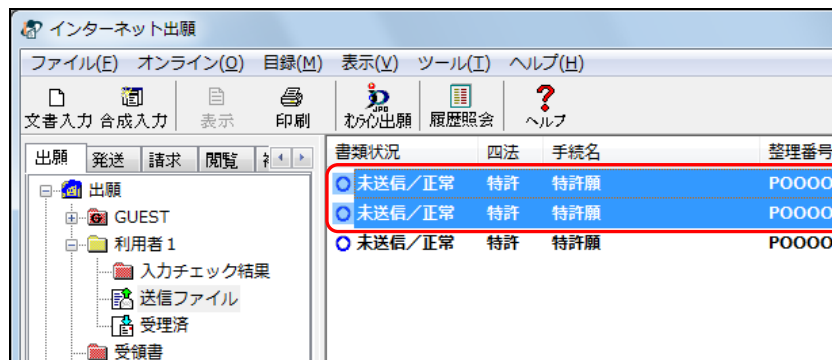 インターネット出願
ファイル(F) オンライン(O) 目録(M) 表示(V) ツール(T) ヘルプ(H)
文書入力 合成入力 表示 印刷 オンライン出願 履歴照会 ヘルプ
出願 発送 請求 閲覧
書類状況 四法 手続名 整理番号
未送信/正常 特許 特許願 P0000
未送信/正常 特許 特許願 P0000
未送信/正常 特許 特許願 P0000
出願
GUEST
利用者1
入力チェック結果
送信ファイル
受理済
受領書